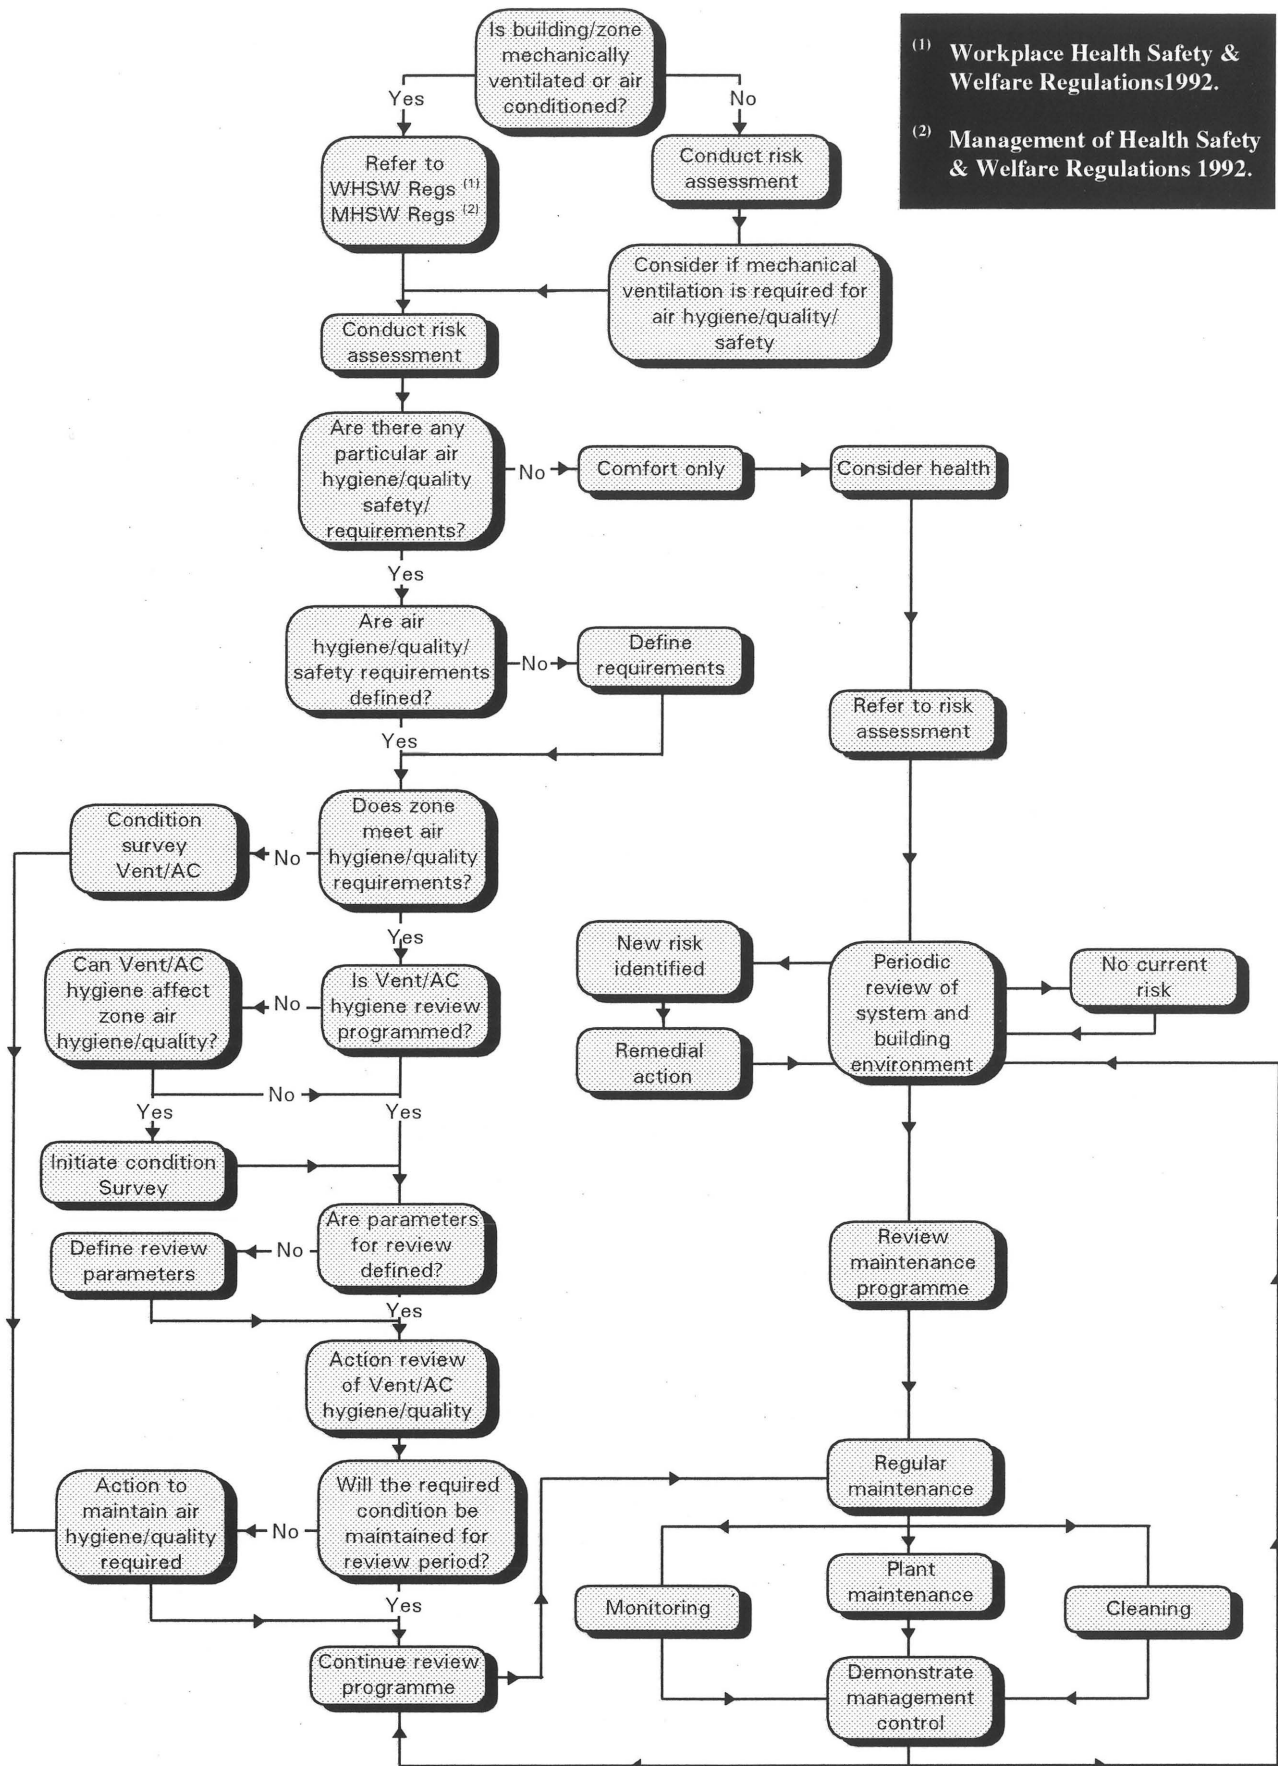 Is building/zone
mechanically
ventilated or air
conditioned?
(1) Workplace Health Safety &
Welfare Regulations1992.
(2) Management of Health Safety
& Welfare Regulations 1992.
Yes
No
Refer to
WHSW Regs (1)
MHSW Regs (2)
Conduct risk
assessment
Consider if mechanical
ventilation is required for
air hygiene/quality/
safety
Conduct risk
assessment
Are there any
particular air
hygiene/quality
safety/
requirements?
No
Comfort only
Consider health
Yes
Are air
hygiene/quality/
safety requirements
defined?
No
Define
requirements
Refer to risk
assessment
Yes
Does zone
meet air
hygiene/quality
requirements?
No
Condition
survey
Vent/AC
Yes
Is Vent/AC
hygiene review
programmed?
No
Can Vent/AC
hygiene affect
zone air
hygiene/quality?
New risk
identified
Periodic
review of
system and
building
environment
No current
risk
Remedial
action
No
Yes
Yes
Initiate condition
Survey
Are parameters
for review
defined?
No
Define review
parameters
Review
maintenance
programme
Yes
Action review
of Vent/AC
hygiene/quality
Will the required
condition be
maintained for
review period?
No
Action to
maintain air
hygiene/quality
required
Regular
maintenance
Yes
Monitoring
Plant
maintenance
Cleaning
Continue review
programme
Demonstrate
management
control